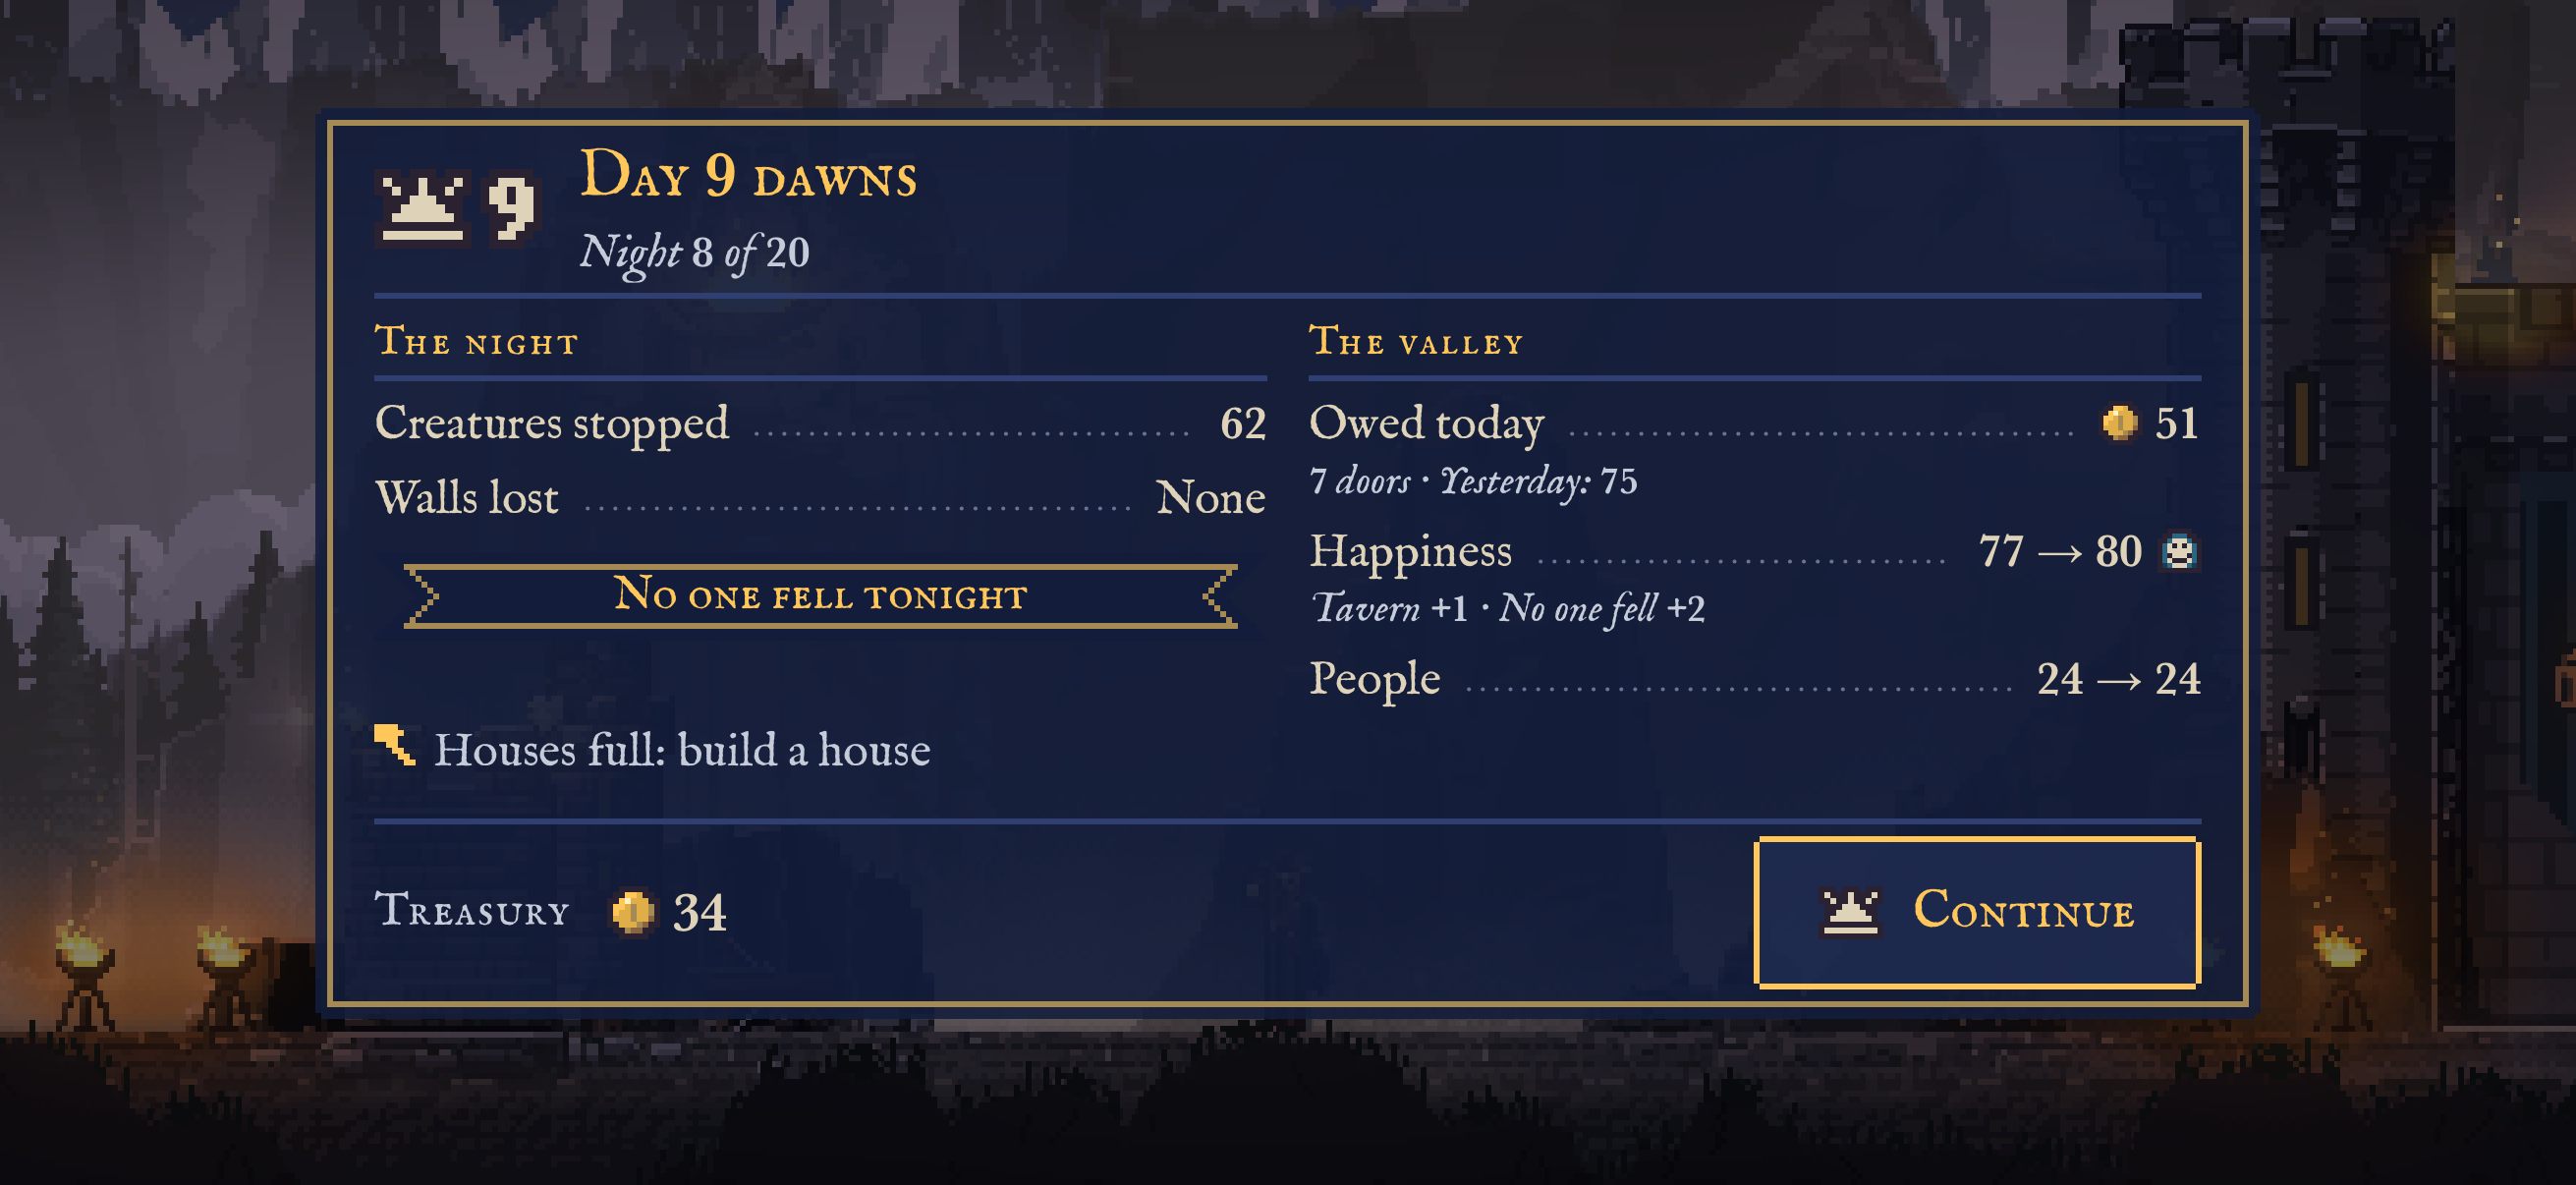 9
Day 9 dawns
Night 8 of 20
The night
Creatures stopped 62
Walls lost None
No one fell tonight
Houses full: build a house
The valley
Owed today 51
7 doors · Yesterday: 75
Happiness 77 → 80
Tavern +1 · No one fell +2
People 24 → 24
Treasury 34
Continue